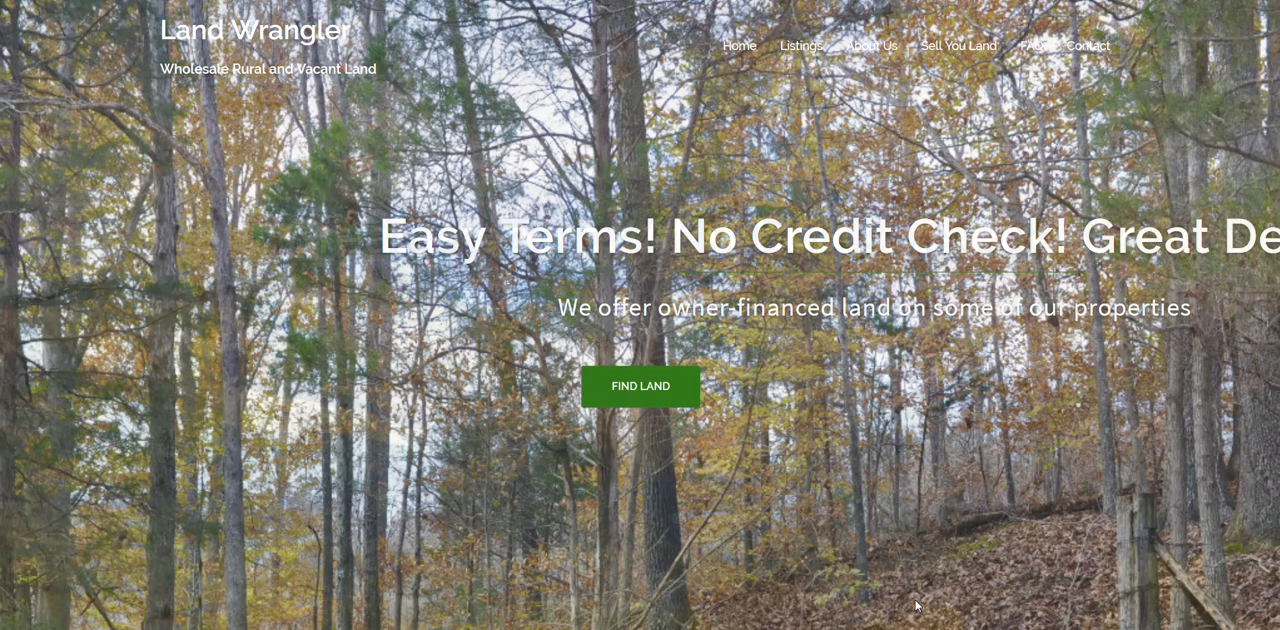 Land Wrangler
Wholesale Rural and Vacant Land
Home Listings About Us Sell You Land FAQs Contact
Easy Terms! No Credit Check! Great De
We offer owner-financed land on some of our properties
FIND LAND